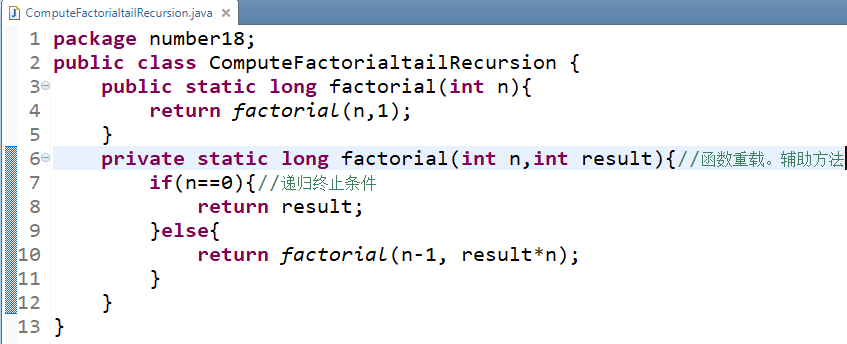 ComputeFactorialtailRecursion.java
1 package number18;
2 public class ComputeFactorialtailRecursion {
3     public static long factorial(int n){
4         return factorial(n,1);
5     }
6     private static long factorial(int n,int result){//函数重载。辅助方法
7         if(n==0){//递归终止条件
8             return result;
9         }else{
10             return factorial(n-1, result*n);
11         }
12     }
13 }